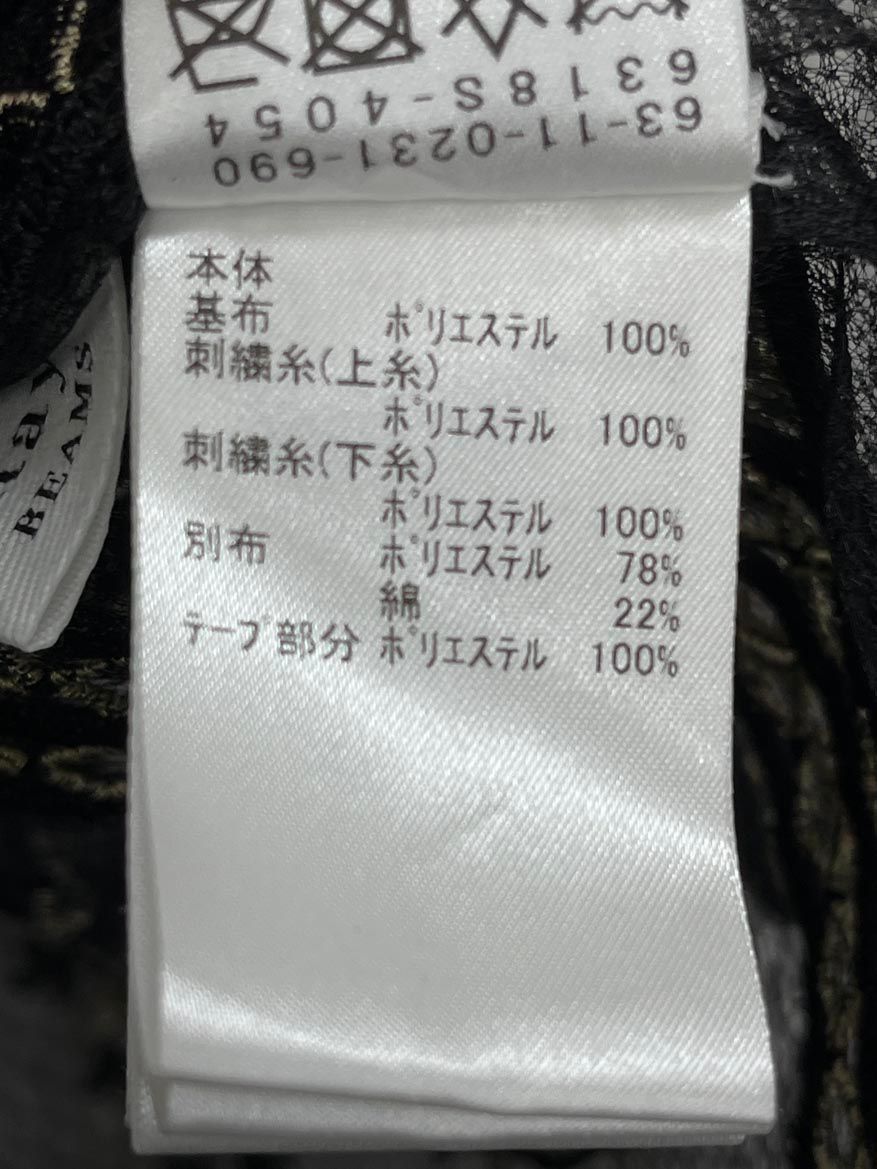 6318S-4054
63-11-0231-690
本体
基布 ポリエステル 100%
刺繍糸(上糸)
ポリエステル 100%
刺繍糸(下糸)
ポリエステル 100%
別布 ポリエステル 78%
綿 22%
テープ部分 ポリエステル 100%
Ray
BEAMS